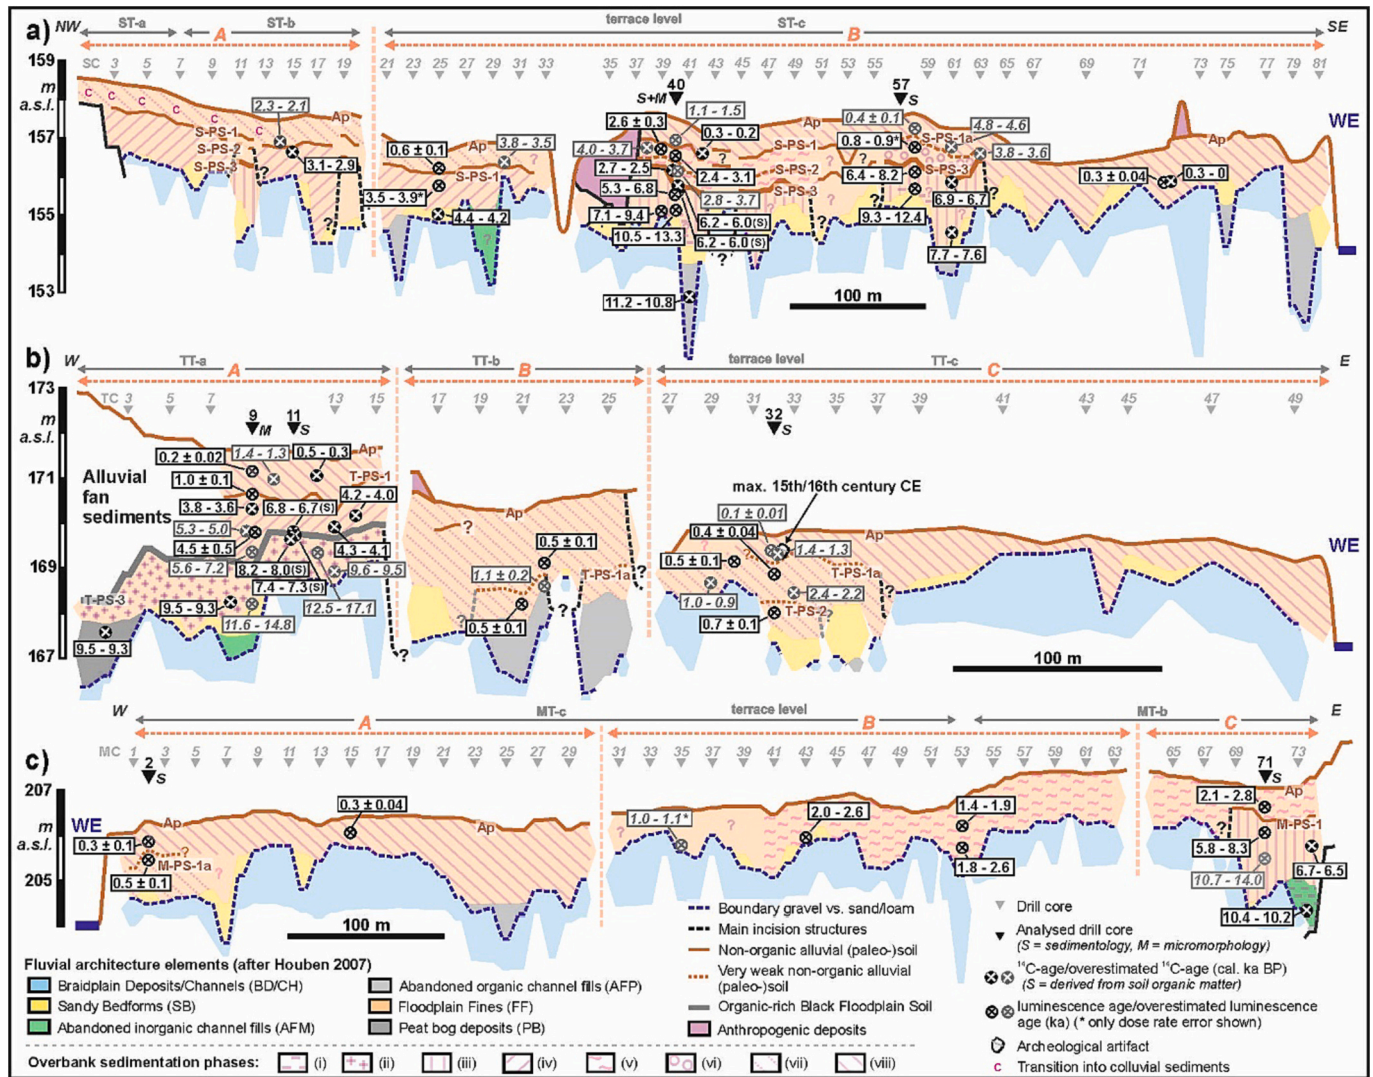 a)
NW ST-a ST-b terrace level ST-c SE
A B
SC 3 5 7 9 11 13 15 17 19 21 23 25 27 29 31 33 35 37 39 41 43 45 47 49 51 53 55 59 61 63 65 67 69 71 73 75 77 79 81
40 57
S+M S
159
m
a.s.l.
157
155
153
C C C C C C
2.3 - 2.1
Ap
S-PS-1
S-PS-2
S-PS-3
3.1 - 2.9
? ?
0.6 ± 0.1
3.5 - 3.9*
4.4 - 4.2
Ap
S-PS-1
3.8 - 3.5
? ?
2.6 ± 0.3
4.0 - 3.7
2.7 - 2.5
5.3 - 6.8
7.1 - 9.4
10.5 - 13.3
11.2 - 10.8
1.1 - 1.5
0.3 - 0.2
2.4 - 3.1
2.8 - 3.7
6.2 - 6.0(S)
6.2 - 6.0(S)
Ap
S-PS-1
S-PS-2
S-PS-3
0.4 ± 0.1
0.8 - 0.9*
6.4 - 8.2
9.3 - 12.4
S-PS-1a
S-PS-3
4.8 - 4.6
3.8 - 3.6
6.9 - 6.7
7.7 - 7.6
0.3 ± 0.04
0.3 - 0
Ap
WE
100 m
b)
W TT-a TT-b terrace level TT-c E
A B C
TC 3 5 7 13 15 17 19 21 23 25 27 29 31 33 35 37 39 41 43 45 47 49
9 11 32
M S S
173
m
a.s.l.
171
169
167
Alluvial
fan
sediments
0.2 ± 0.02
1.4 - 1.3
0.5 - 0.3
Ap
1.0 ± 0.1
T-PS-1
3.8 - 3.6
6.8 - 6.7(S)
4.2 - 4.0
5.3 - 5.0
4.5 ± 0.5
4.3 - 4.1
5.6 - 7.2
8.2 - 8.0(S)
9.6 - 9.5
7.4 - 7.3(S)
T-PS-3
9.5 - 9.3
12.5 - 17.1
11.6 - 14.8
9.5 - 9.3
?
Ap
0.5 ± 0.1
1.1 ± 0.2
T-PS-1a
0.5 ± 0.1
max. 15th/16th century CE
0.1 ± 0.01
0.4 ± 0.04
Ap
0.5 ± 0.1
1.4 - 1.3
T-PS-1a
1.0 - 0.9
2.4 - 2.2
T-PS-2
0.7 ± 0.1
WE
100 m
W MT-c terrace level MT-b E
A B C
MC 1 3 5 7 9 11 13 15 17 19 21 23 25 27 29 31 33 35 37 39 41 43 45 47 49 51 53 55 57 59 61 63 65 67 69 73
c)
2 71
S S
207
m
a.s.l.
205
WE
Ap
0.3 ± 0.1
M-PS-1a
0.5 ± 0.1
0.3 ± 0.04
Ap
1.0 - 1.1*
2.0 - 2.6
1.4 - 1.9
1.8 - 2.6
2.1 - 2.8
Ap
M-PS-1
5.8 - 8.3
10.7 - 14.0
6.7 - 6.5
10.4 - 10.2
100 m
Fluvial architecture elements (after Houben 2007)
Braidplain Deposits/Channels (BD/CH)
Sandy Bedforms (SB)
Abandoned inorganic channel fills (AFM)
Abandoned organic channel fills (AFP)
Floodplain Fines (FF)
Peat bog deposits (PB)
Boundary gravel vs. sand/loam
Main incision structures
Non-organic alluvial (paleo-)soil
Very weak non-organic alluvial
(paleo-)soil
Organic-rich Black Floodplain Soil
Anthropogenic deposits
Drill core
Analysed drill core
(S = sedimentology, M = micromorphology)
14C-age/overestimated 14C-age (cal. ka BP)
(S = derived from soil organic matter)
luminescence age/overestimated luminescence
age (ka) (* only dose rate error shown)
Archeological artifact
C Transition into colluvial sediments
Overbank sedimentation phases: (i) (ii) (iii) (iv) (v) (vi) (vii) (viii)